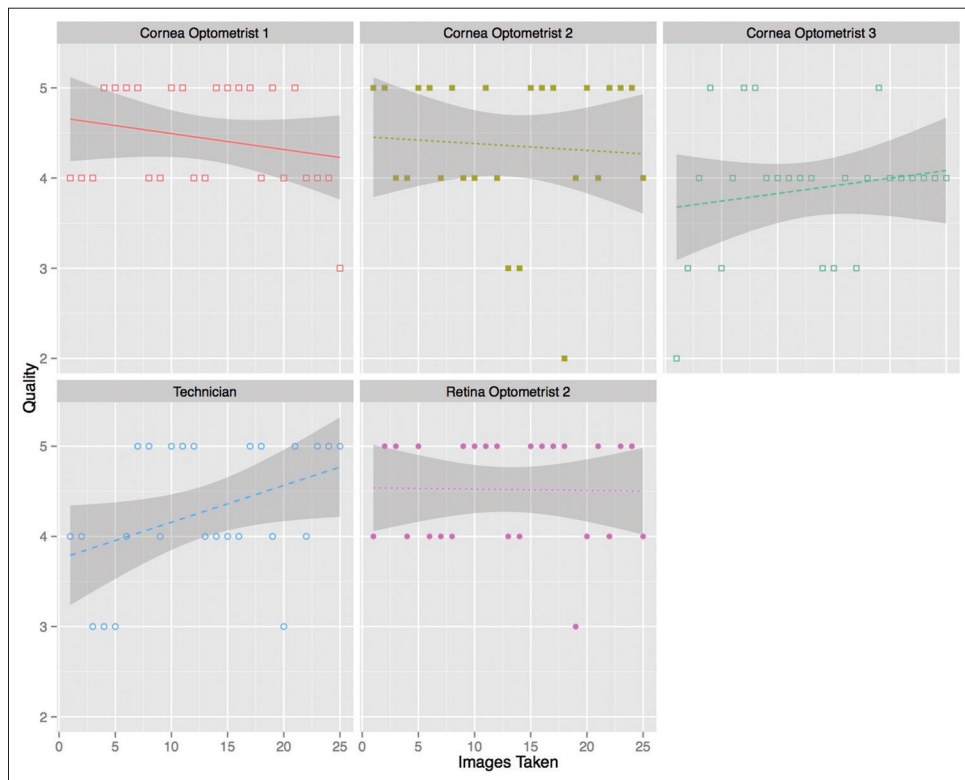 Cornea Optometrist 1 Cornea Optometrist 2 Cornea Optometrist 3
5
4
3
2
Quality
Technician Retina Optometrist 2
5
4
3
2
0 5 10 15 20 25 0 5 10 15 20 25
Images Taken